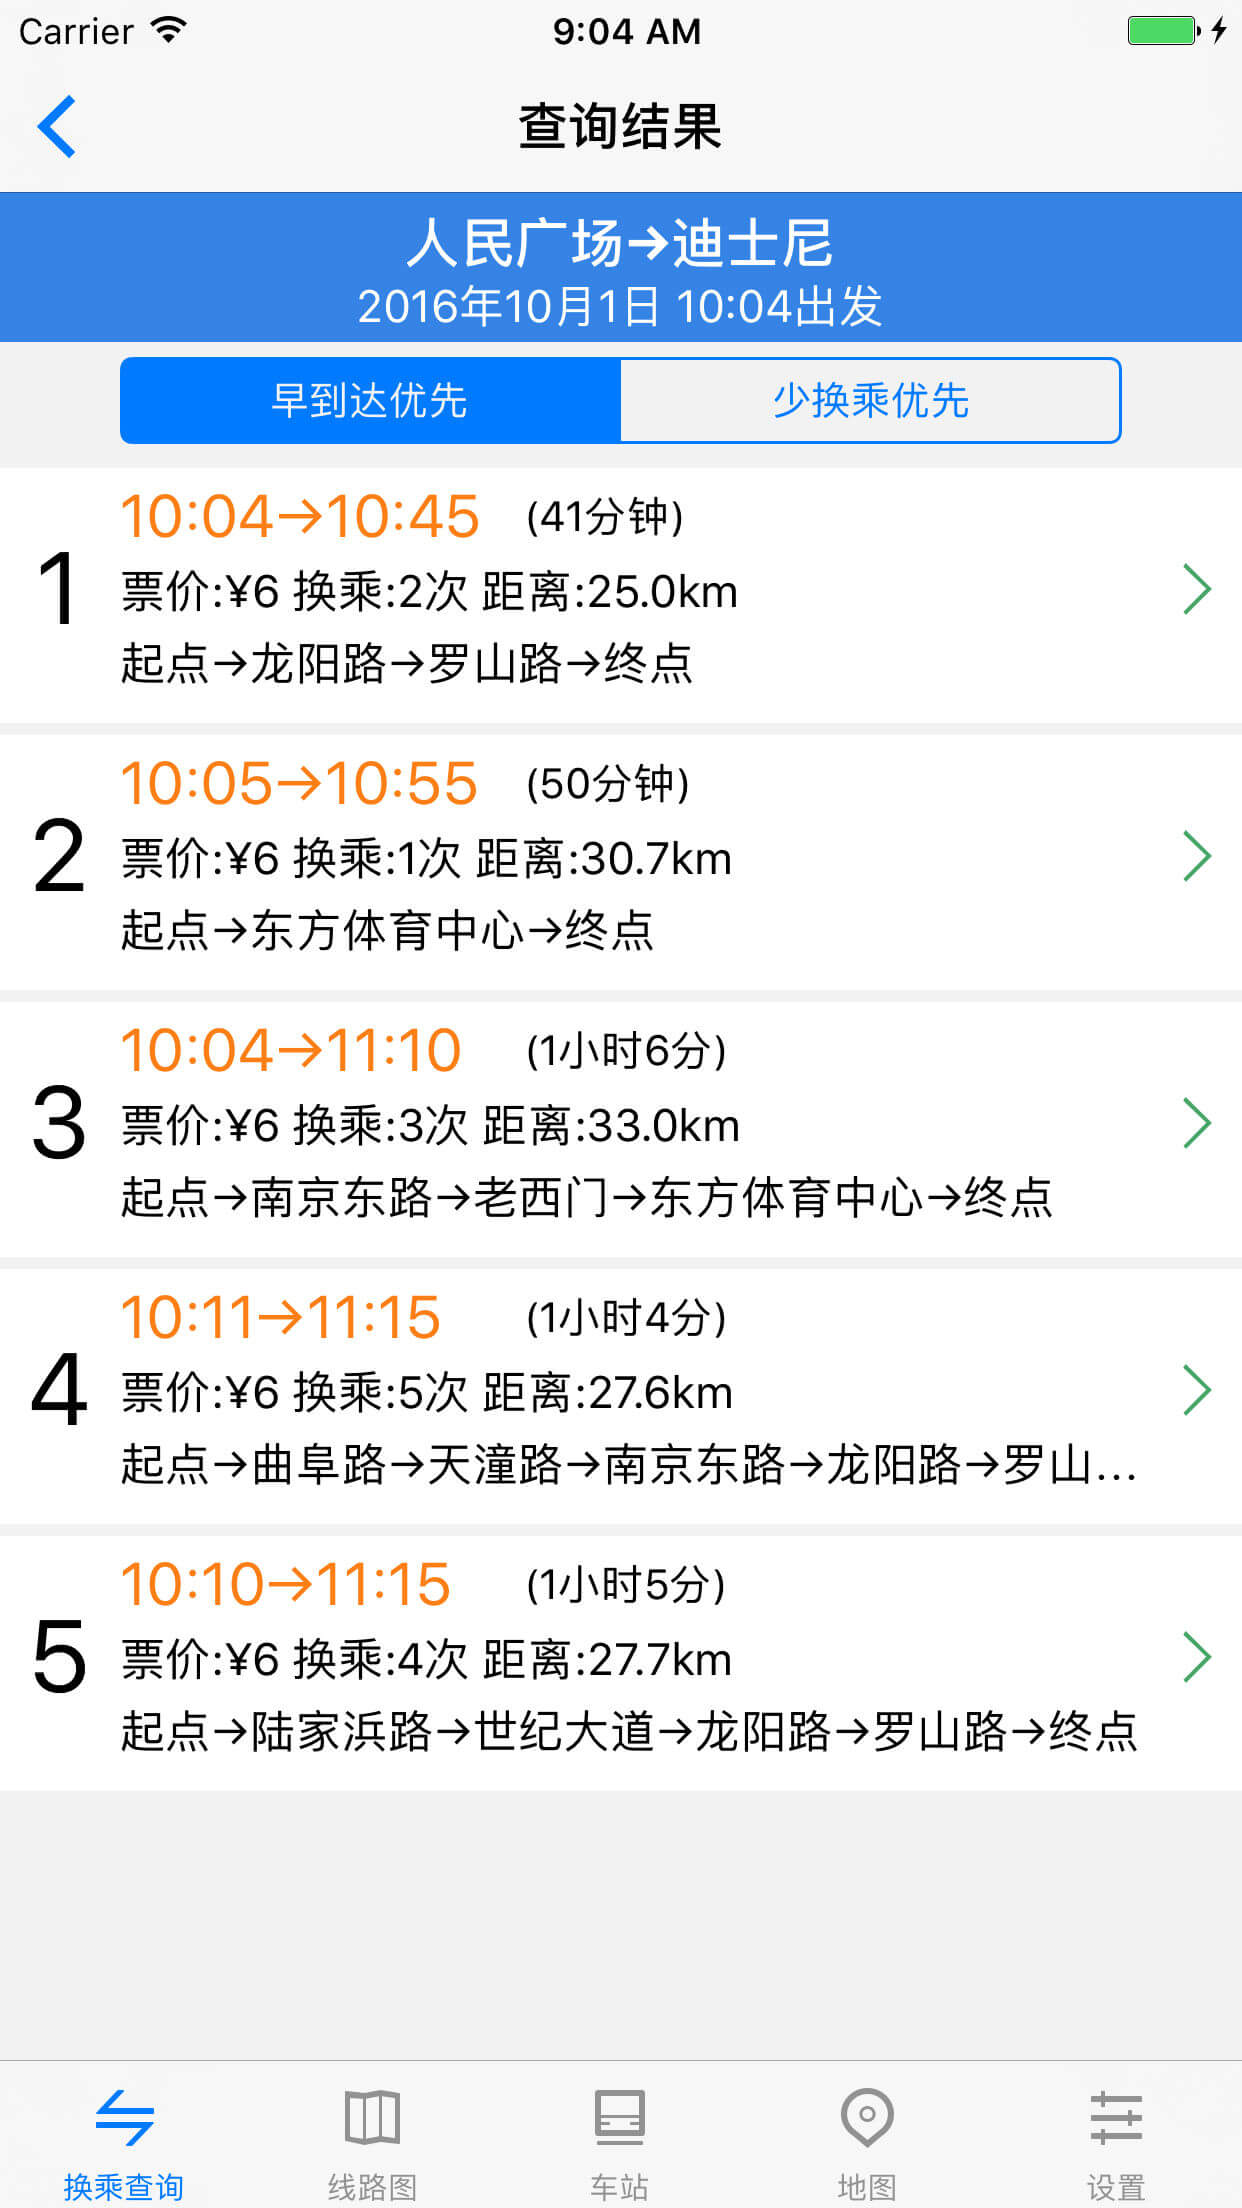 Carrier 9:04 AM
查询结果
人民广场→迪士尼
2016年10月1日 10:04出发
早到达优先 少换乘优先
1
10:04→10:45 (41分钟)
票价:¥6 换乘:2次 距离:25.0km
起点→龙阳路→罗山路→终点
2
10:05→10:55 (50分钟)
票价:¥6 换乘:1次 距离:30.7km
起点→东方体育中心→终点
3
10:04→11:10 (1小时6分)
票价:¥6 换乘:3次 距离:33.0km
起点→南京东路→老西门→东方体育中心→终点
4
10:11→11:15 (1小时4分)
票价:¥6 换乘:5次 距离:27.6km
起点→曲阜路→天潼路→南京东路→龙阳路→罗山...
5
10:10→11:15 (1小时5分)
票价:¥6 换乘:4次 距离:27.7km
起点→陆家浜路→世纪大道→龙阳路→罗山路→终点
换乘查询 线路图 车站 地图 设置